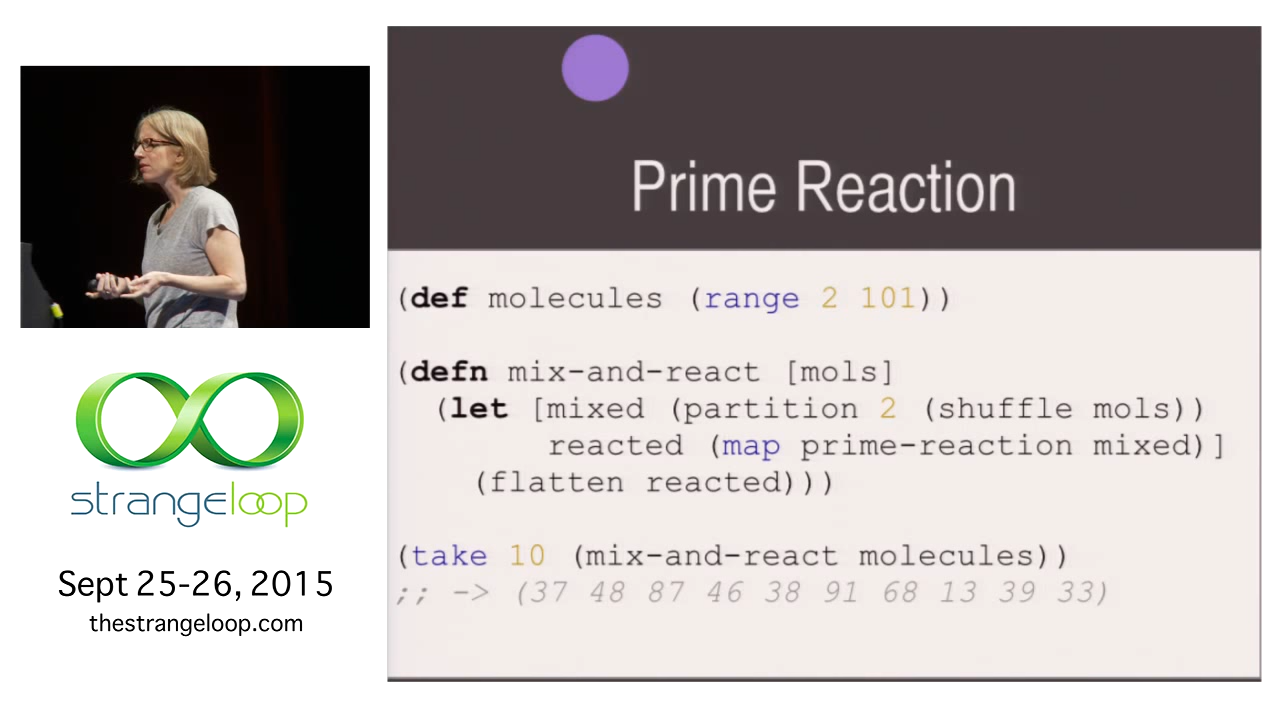 Prime Reaction
(def molecules (range 2 101))
(defn mix-and-react [mols]
(let [mixed (partition 2 (shuffle mols))
reacted (map prime-reaction mixed)]
(flatten reacted)))
(take 10 (mix-and-react molecules))
;; -> (37 48 87 46 38 91 68 13 39 33)
strangeloop
Sept 25-26, 2015
thestrangeloop.com